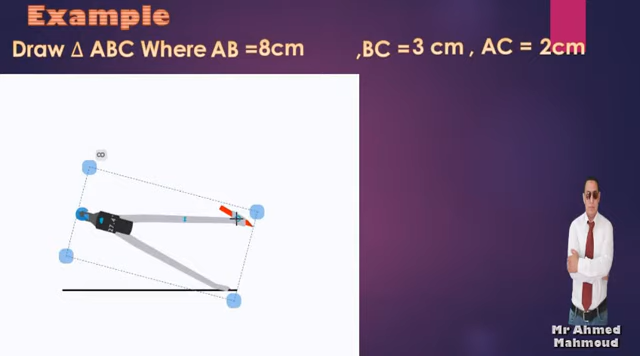 Example
Draw Δ ABC Where AB =8cm ,BC =3 cm , AC = 2cm
Mr Ahmed
Mahmoud